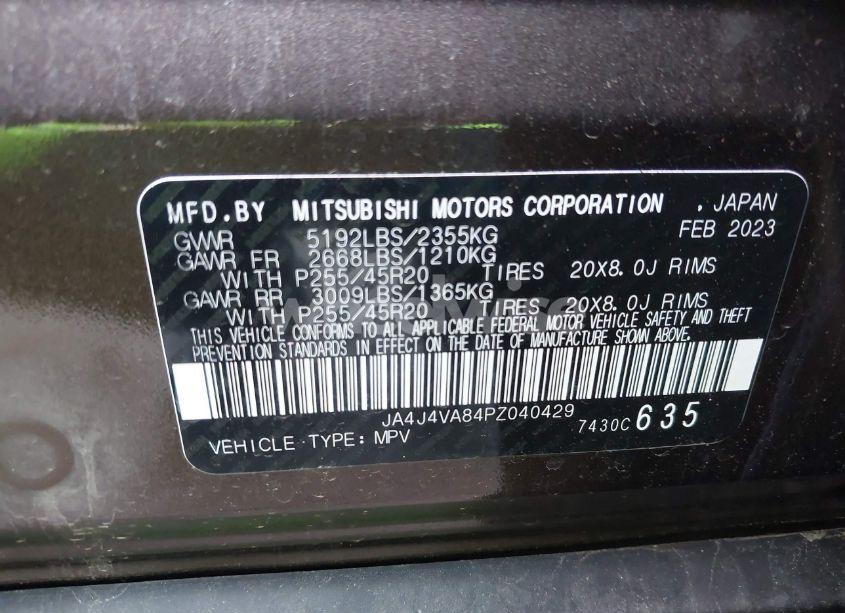 MFD.BY MITSUBISHI MOTORS CORPORATION . JAPAN
GVWR 5192LBS/2355KG FEB 2023
GAWR FR 2668LBS/1210KG
WITH P255/45R20 TIRES 20X8.0J RIMS
GAWR RR 3009LBS/1365KG
WITH P255/45R20 TIRES 20X8.0J RIMS
THIS VEHICLE CONFORMS TO ALL APPLICABLE FEDERAL MOTOR VEHICLE SAFETY AND THEFT
PREVENTION STANDARDS IN EFFECT ON THE DATE OF MANUFACTURE SHOWN ABOVE.
JA4J4VA84PZ040429
7430C 635
VEHICLE TYPE: MPV